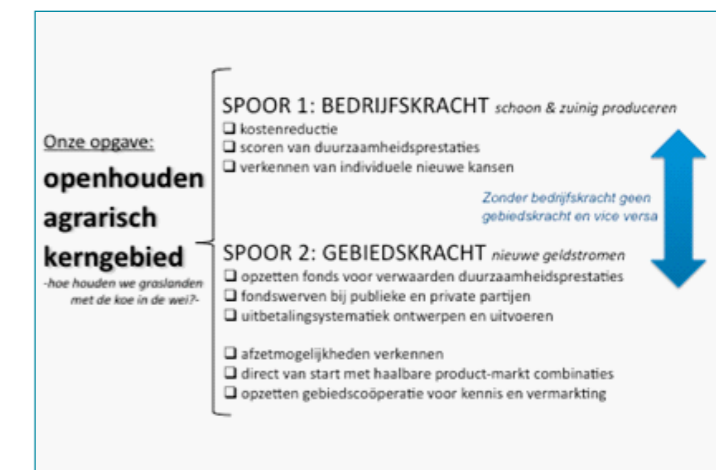 Onze opgave:
openhouden
agrarisch
kerngebied
-hoe houden we graslanden
met de koe in de wei?-
SPOOR 1: BEDRIJFSKRACHT schoon & zuinig produceren
❑ kostenreductie
❑ scoren van duurzaamheidsprestaties
❑ verkennen van individuele nieuwe kansen
Zonder bedrijfskracht geen
gebiedskracht en vice versa
SPOOR 2: GEBIEDSKRACHT nieuwe geldstromen
❑ opzetten fonds voor verwaarden duurzaamheidsprestaties
❑ fondswerven bij publieke en private partijen
❑ uitbetalingsystematiek ontwerpen en uitvoeren
❑ afzetmogelijkheden verkennen
❑ direct van start met haalbare product-markt combinaties
❑ opzetten gebiedscoöperatie voor kennis en vermarkting